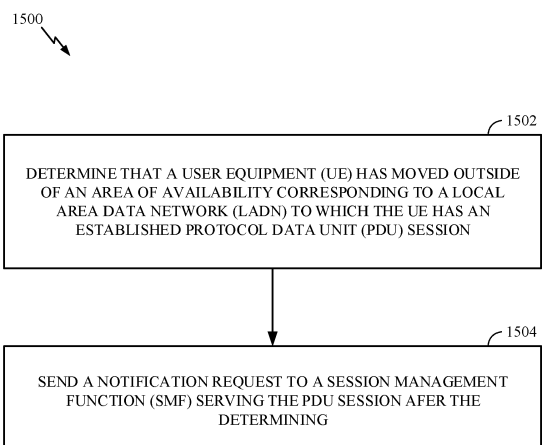 1500
1502
DETERMINE THAT A USER EQUIPMENT (UE) HAS MOVED OUTSIDE
OF AN AREA OF AVAILABILITY CORRESPONDING TO A LOCAL
AREA DATA NETWORK (LADN) TO WHICH THE UE HAS AN
ESTABLISHED PROTOCOL DATA UNIT (PDU) SESSION
1504
SEND A NOTIFICATION REQUEST TO A SESSION MANAGEMENT
FUNCTION (SMF) SERVING THE PDU SESSION AFER THE
DETERMINING